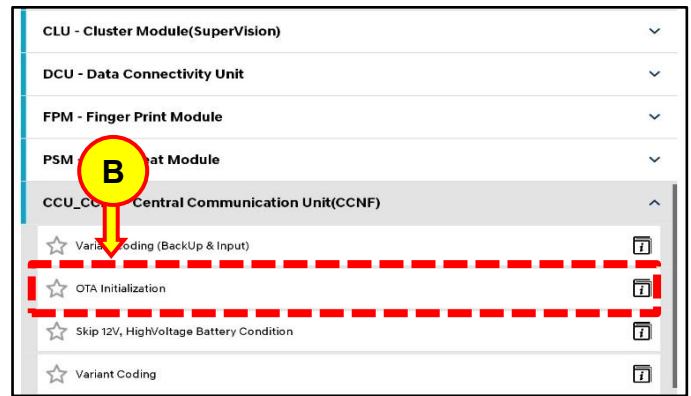 CLU - Cluster Module(SuperVision)
DCU - Data Connectivity Unit
FPM - Finger Print Module
PSM - eat Module
B
CCU_CC - Central Communication Unit(CCNF)
Varia oding (BackUp & Input)
i
OTA Initialization
i
Skip 12V, HighVoltage Battery Condition
i
Variant Coding
i